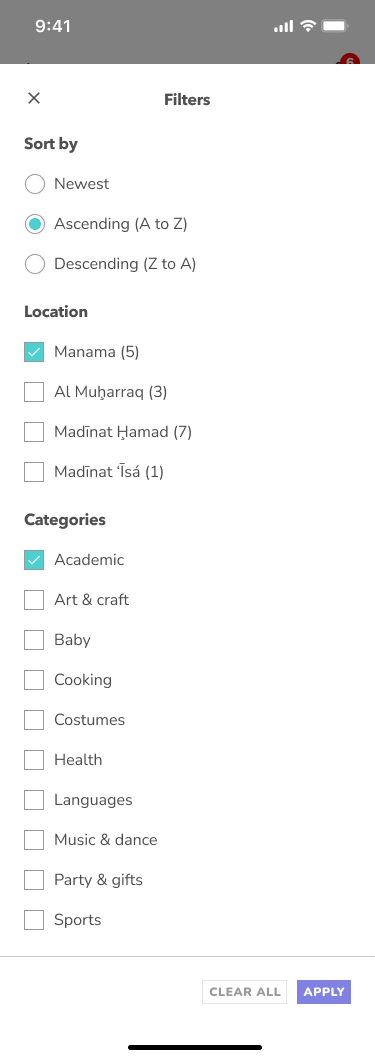 9:41
6
Filters
Sort by
Newest
Ascending (A to Z)
Descending (Z to A)
Location
Manama (5)
Al Muḩarraq (3)
Madīnat Ḩamad (7)
Madīnat ‘Īsá (1)
Categories
Academic
Art & craft
Baby
Cooking
Costumes
Health
Languages
Music & dance
Party & gifts
Sports
CLEAR ALL APPLY